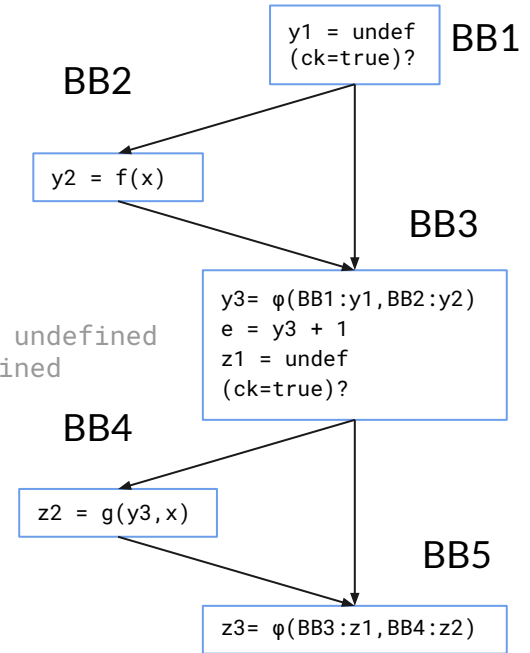 y1 = undef
(ck=true)?
BB1
BB2
y2 = f(x)
BB3
y3= φ(BB1:y1,BB2:y2)
e = y3 + 1
z1 = undef
(ck=true)?
undefined
ined
BB4
z2 = g(y3,x)
BB5
z3= φ(BB3:z1,BB4:z2)